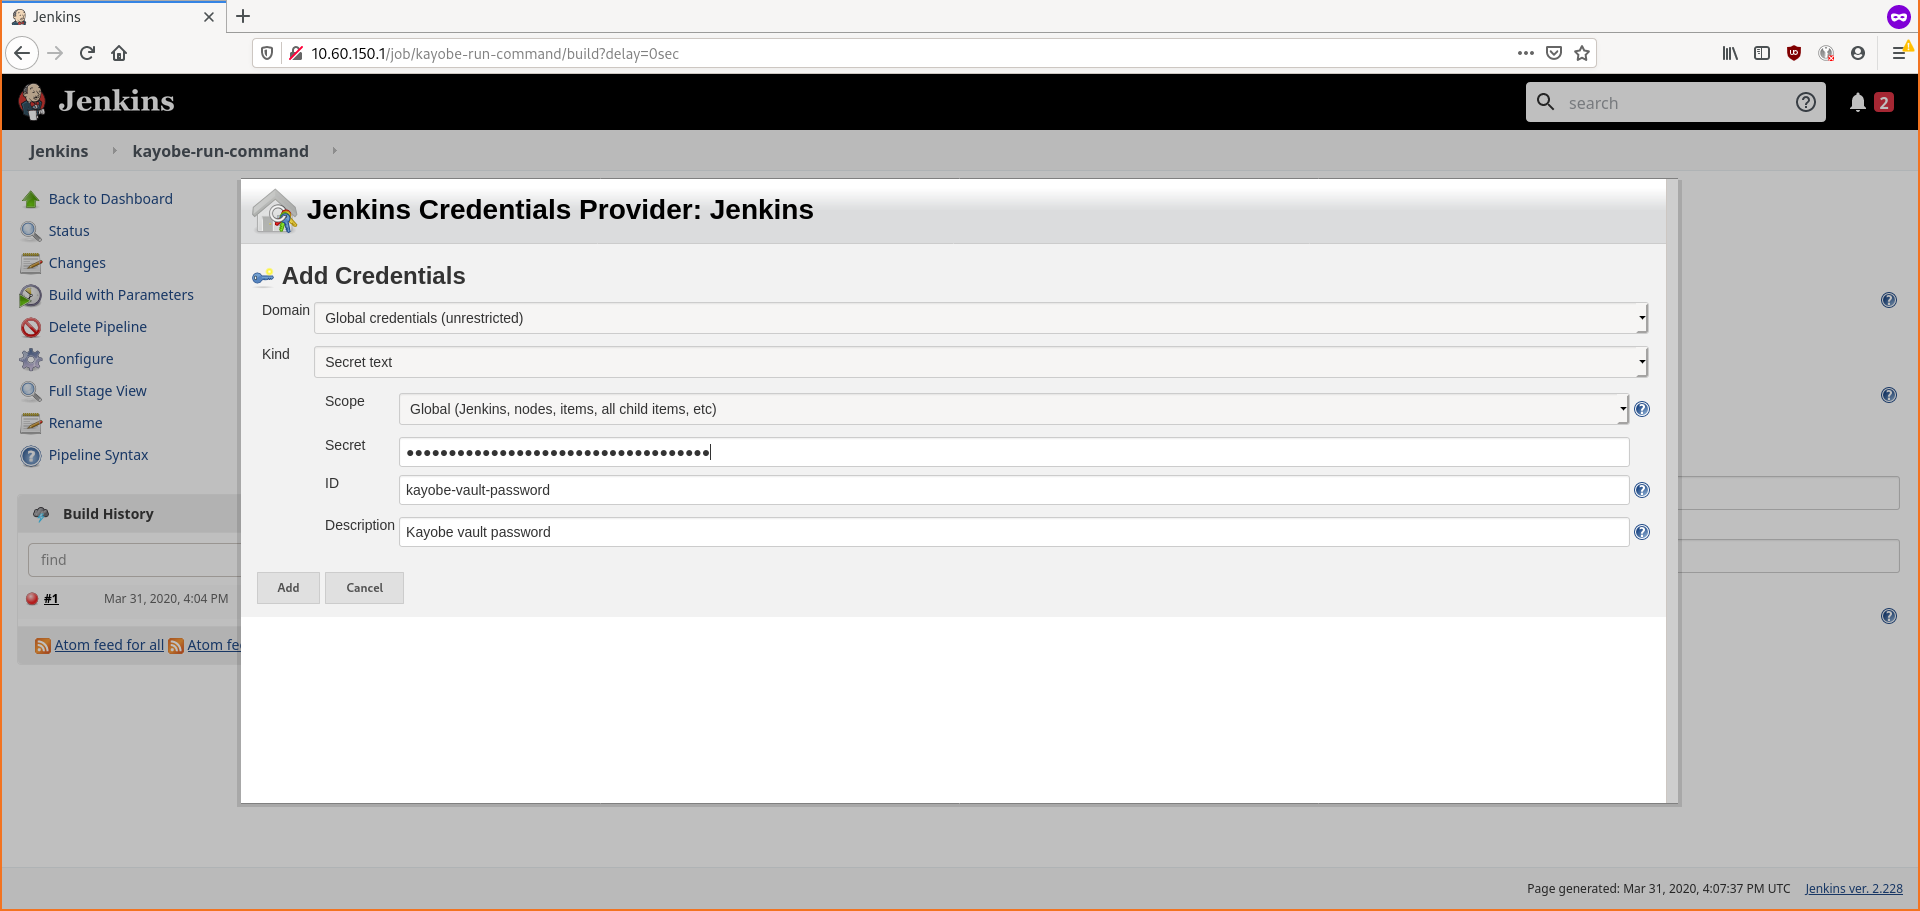 Jenkins
10.60.150.1/job/kayobe-run-command/build?delay=0sec
Jenkins
search
2
Jenkins
kayobe-run-command
Back to Dashboard
Status
Changes
Build with Parameters
Delete Pipeline
Configure
Full Stage View
Rename
Pipeline Syntax
Build History
find
#1 Mar 31, 2020, 4:04 PM
Atom feed for all Atom fee
Jenkins Credentials Provider: Jenkins
Add Credentials
Domain Global credentials (unrestricted)
Kind Secret text
Scope Global (Jenkins, nodes, items, all child items, etc)
Secret ••••••••••••••••••••••••••••••••••••
ID kayobe-vault-password
Description Kayobe vault password
Add Cancel
Page generated: Mar 31, 2020, 4:07:37 PM UTC Jenkins ver. 2.228